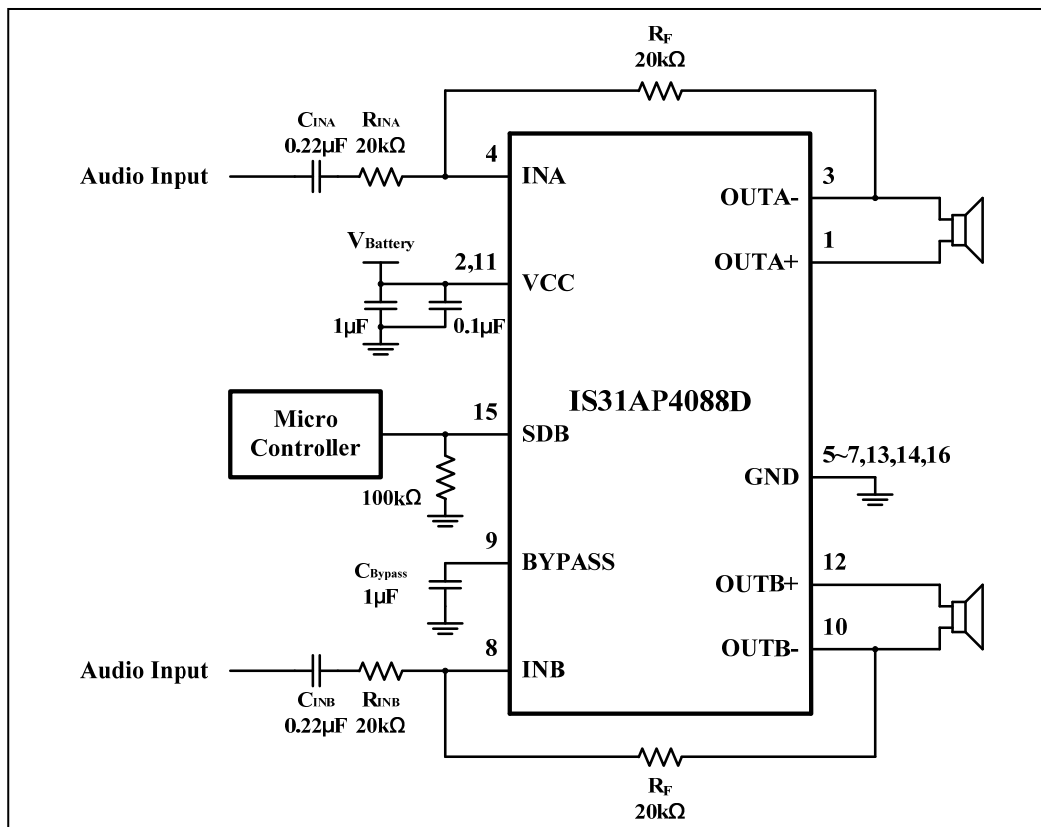 RF
20kΩ
CINA
0.22µF
RINA
20kΩ
Audio Input
4
INA
3
OUTA-
1
OUTA+
VBattery
2,11
VCC
1µF
0.1µF
IS31AP4088D
Micro
Controller
15
SDB
100kΩ
5~7,13,14,16
GND
9
BYPASS
CBypass
1µF
12
OUTB+
10
OUTB-
Audio Input
8
INB
CINB
0.22µF
RINB
20kΩ
RF
20kΩ